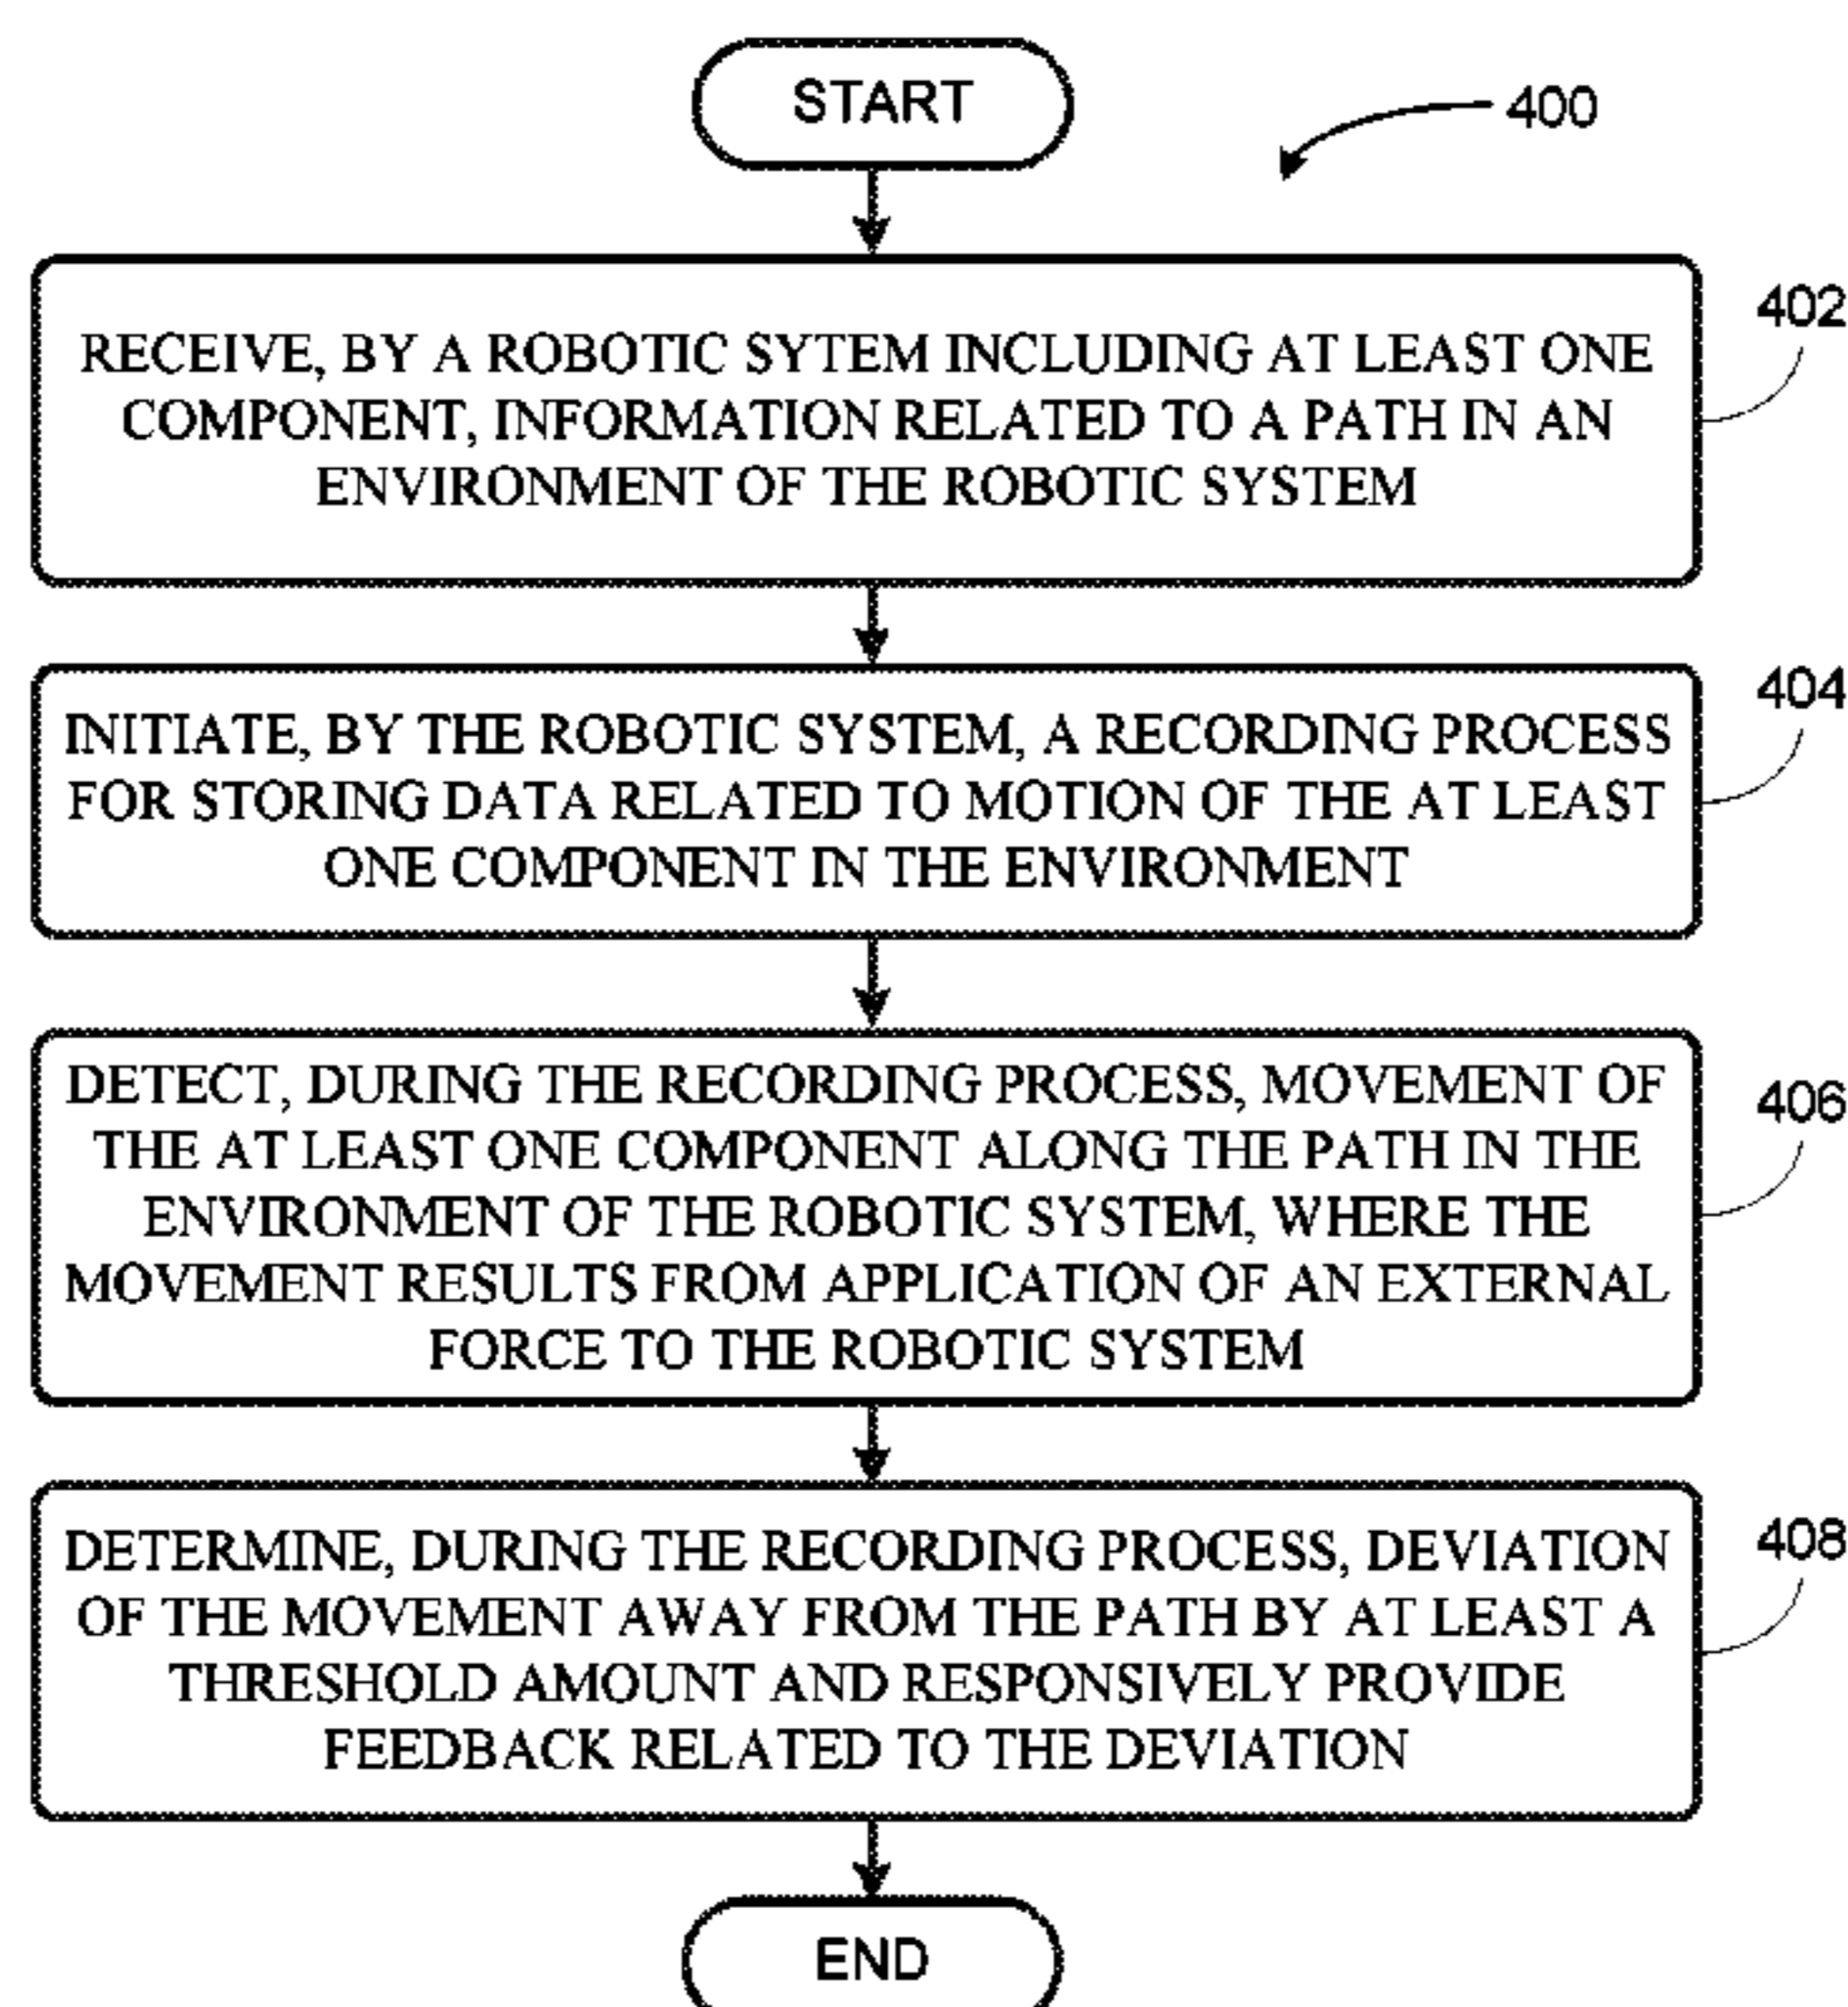 START
400
402
RECEIVE, BY A ROBOTIC SYTEM INCLUDING AT LEAST ONE
COMPONENT, INFORMATION RELATED TO A PATH IN AN
ENVIRONMENT OF THE ROBOTIC SYSTEM
404
INITIATE, BY THE ROBOTIC SYSTEM, A RECORDING PROCESS
FOR STORING DATA RELATED TO MOTION OF THE AT LEAST
ONE COMPONENT IN THE ENVIRONMENT
406
DETECT, DURING THE RECORDING PROCESS, MOVEMENT OF
THE AT LEAST ONE COMPONENT ALONG THE PATH IN THE
ENVIRONMENT OF THE ROBOTIC SYSTEM, WHERE THE
MOVEMENT RESULTS FROM APPLICATION OF AN EXTERNAL
FORCE TO THE ROBOTIC SYSTEM
408
DETERMINE, DURING THE RECORDING PROCESS, DEVIATION
OF THE MOVEMENT AWAY FROM THE PATH BY AT LEAST A
THRESHOLD AMOUNT AND RESPONSIVELY PROVIDE
FEEDBACK RELATED TO THE DEVIATION
END